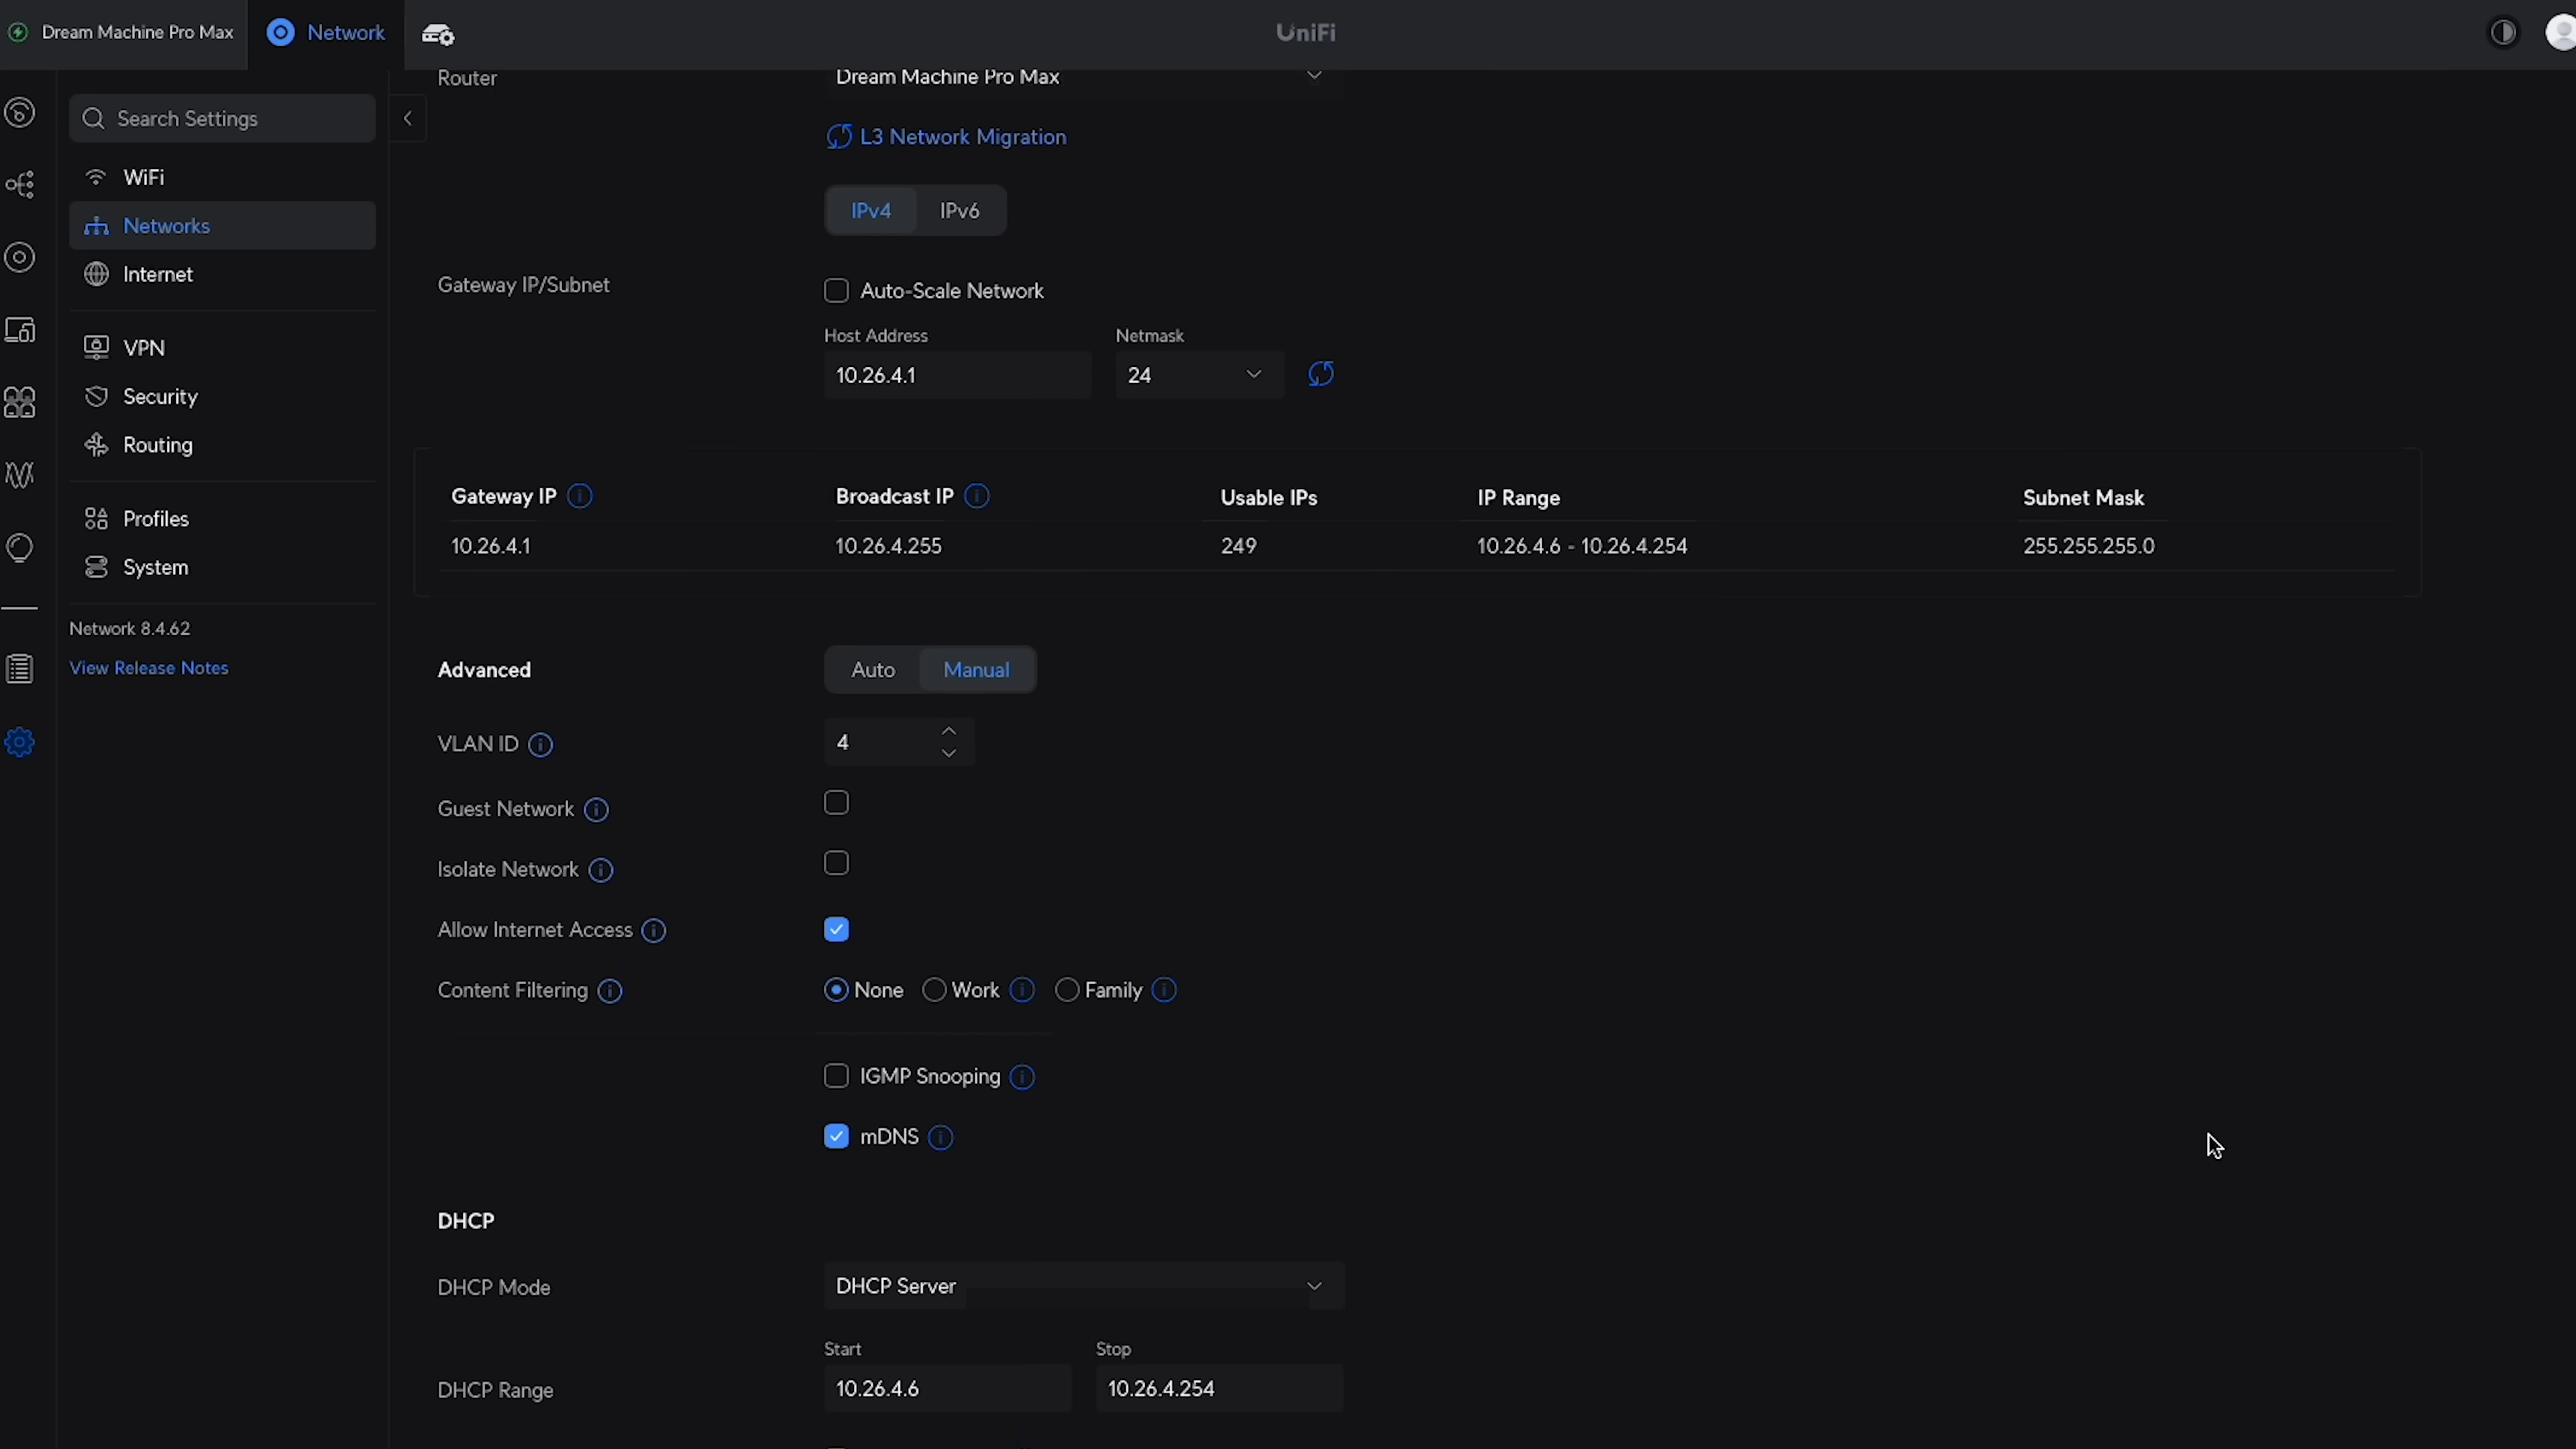 Dream Machine Pro Max
Network
UniFi
Search Settings
WiFi
Networks
Internet
VPN
Security
Routing
Profiles
System
Network 8.4.62
View Release Notes
Router
Dream Machine Pro Max
L3 Network Migration
IPv4 IPv6
Gateway IP/Subnet
Auto-Scale Network
Host Address Netmask
10.26.4.1 24
Gateway IP Broadcast IP Usable IPs IP Range Subnet Mask
10.26.4.1 10.26.4.255 249 10.26.4.6 - 10.26.4.254 255.255.255.0
Advanced Auto Manual
VLAN ID 4
Guest Network
Isolate Network
Allow Internet Access
Content Filtering None Work Family
IGMP Snooping
mDNS
DHCP
DHCP Mode DHCP Server
Start Stop
DHCP Range 10.26.4.6 10.26.4.254